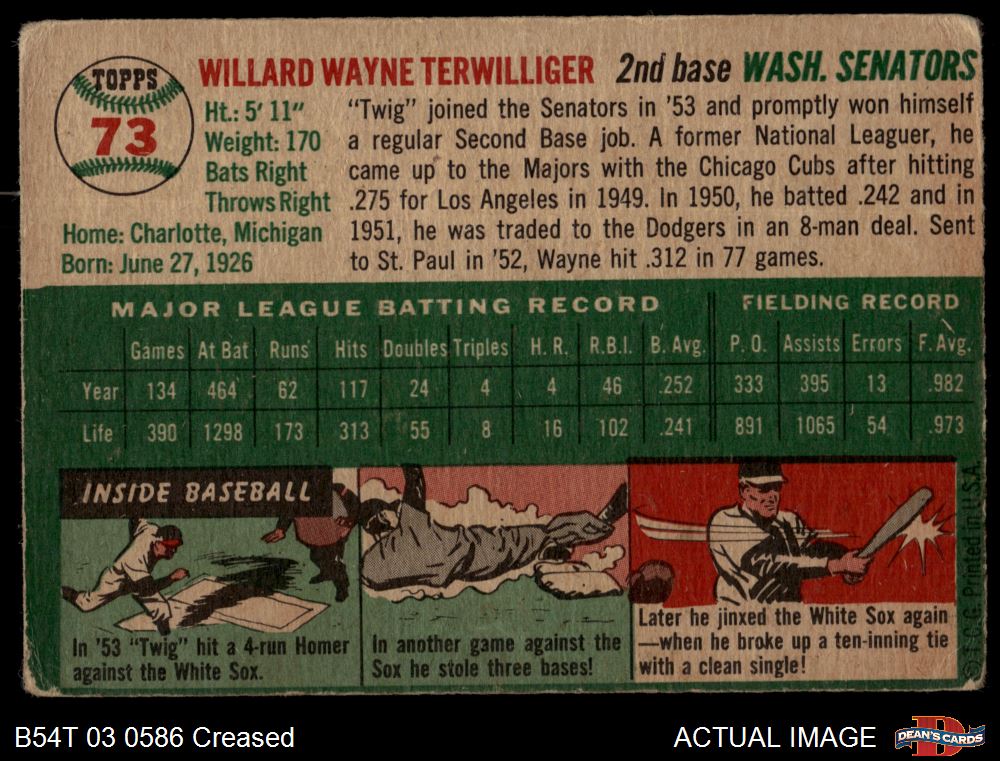 TOPPS
73
WILLARD WAYNE TERWILLIGER 2nd base WASH. SENATORS
Ht.: 5' 11"
Weight: 170
Bats Right
Throws Right
Home: Charlotte, Michigan
Born: June 27, 1926
"Twig" joined the Senators in '53 and promptly won himself
a regular Second Base job. A former National Leaguer, he
came up to the Majors with the Chicago Cubs after hitting
.275 for Los Angeles in 1949. In 1950, he batted .242 and in
1951, he was traded to the Dodgers in an 8-man deal. Sent
to St. Paul in '52, Wayne hit .312 in 77 games.
MAJOR LEAGUE BATTING RECORD FIELDING RECORD
Games At Bat Runs Hits Doubles Triples H. R. R.B.I. B. Avg. P. O. Assists Errors F. Avg.
Year 134 464 62 117 24 4 4 46 .252 333 395 13 .982
Life 390 1298 173 313 55 8 16 102 .241 891 1065 54 .973
INSIDE BASEBALL
In '53 "Twig" hit a 4-run Homer
against the White Sox.
In another game against the
Sox he stole three bases!
Later he jinxed the White Sox again
—when he broke up a ten-inning tie
with a clean single!
© T.C.G. Printed in U.S.A.
B54T 03 0586 Creased
ACTUAL IMAGE
DEAN'S CARDS